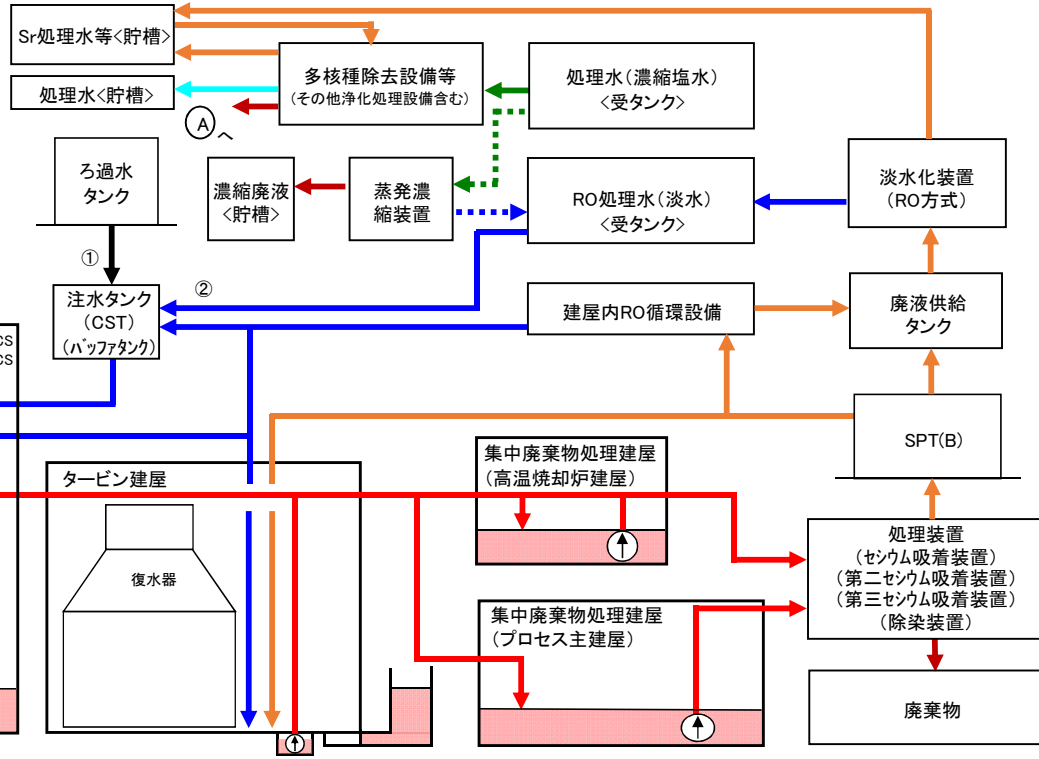 Sr処理水等<貯槽>
処理水<貯槽>
多核種除去設備等
(その他浄化処理設備含む)
A へ
処理水(濃縮塩水)
<受タンク>
ろ過水
タンク
濃縮廃液
<貯槽>
蒸発濃
縮装置
RO処理水(淡水)
<受タンク>
淡水化装置
(RO方式)
①
②
注水タンク
(CST)
(バッファタンク)
建屋内RO循環設備
廃液供給
タンク
CS
CS
SPT(B)
タービン建屋
復水器
集中廃棄物処理建屋
(高温焼却炉建屋)
集中廃棄物処理建屋
(プロセス主建屋)
処理装置
(セシウム吸着装置)
(第二セシウム吸着装置)
(第三セシウム吸着装置)
(除染装置)
廃棄物